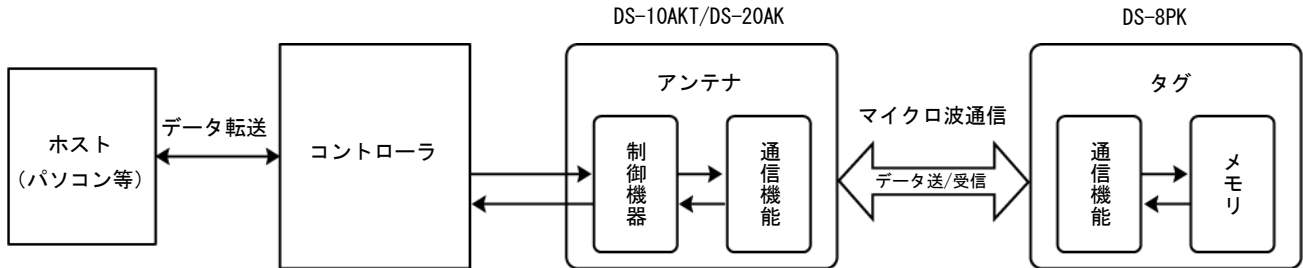 DS-10AKT/DS-20AK
DS-8PK
ホスト
(パソコン等)
データ転送
コントローラ
アンテナ
制御機器
通信機能
マイクロ波通信
データ送/受信
タグ
通信機能
メモリ